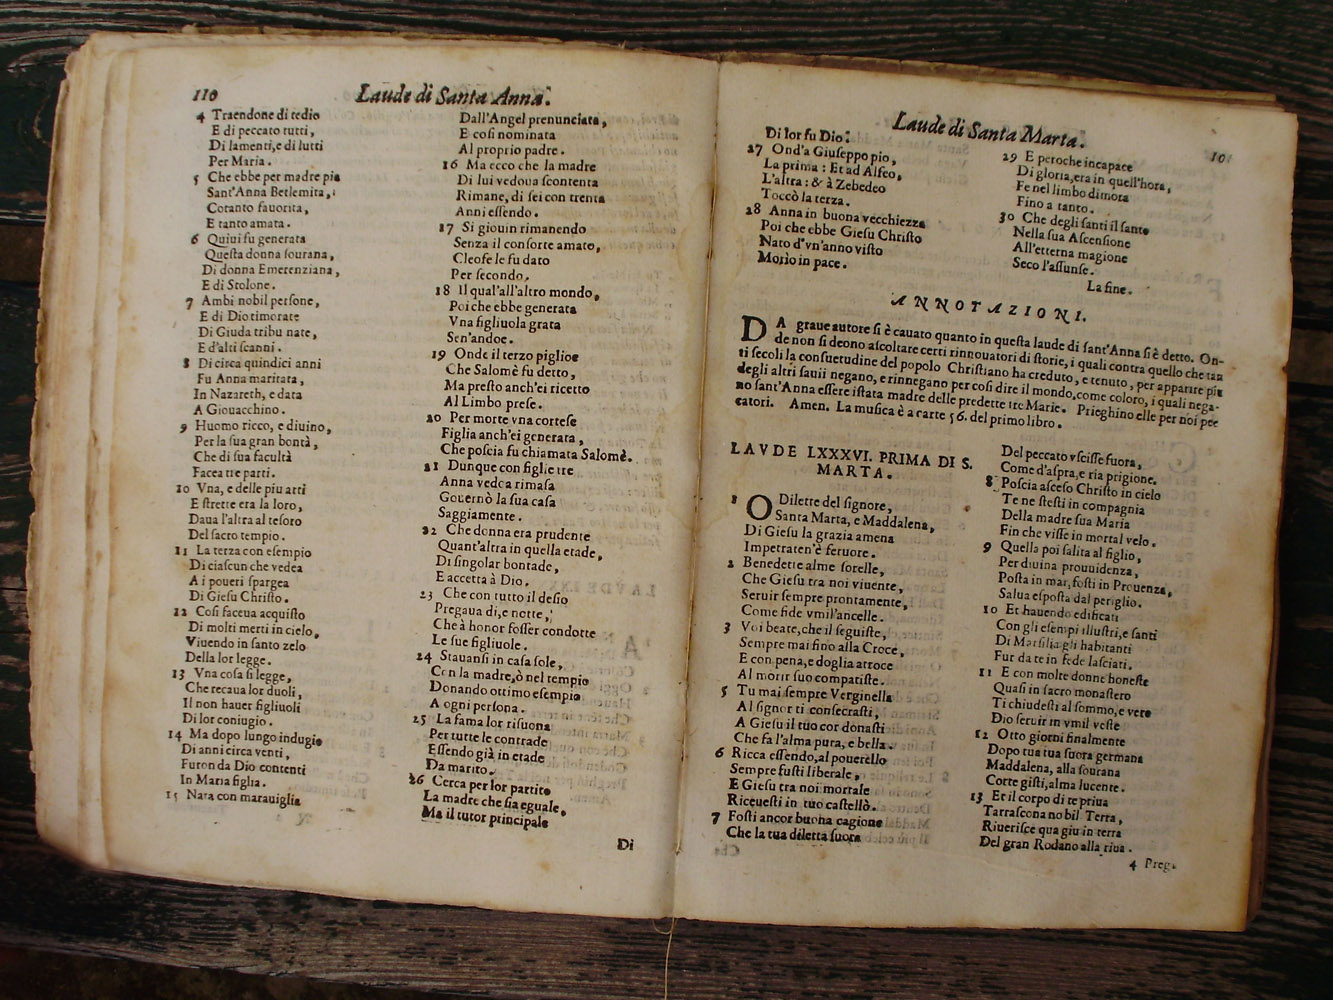 110
Laude di Santa Anna.
4 Traendone di tedio
E di peccato tutti,
Di lamenti, e di lutti
Per Maria.
5 Che ebbe per madre pia
Sant'Anna Betlemita,
Cotanto fauorita,
E tanto amata.
6 Quiui fu generata
Queſta donna ſourana,
Di donna Emerenziana,
E di Stolone.
7 Ambi nobil perſone,
E di Dio timorate
Di Giuda tribu nate,
E d'alti ſcanni.
8 Di circa quindici anni
Fu Anna maritata,
In Nazareth, e data
A Giouacchino.
9 Huomo ricco, e diuino,
Per la ſua gran bontà,
Che di ſua facultà
Facea tre parti.
10 Vna, e delle piu arti
E ſtrette era la loro,
Daua l'altra al teſoro
Del ſacro tempio.
11 La terza con eſempio
Di ciaſcun che vedea
A i poueri ſpargea
Di Gieſu Chriſto.
12 Coſi faceua acquiſto
Di molti merti in cielo,
Viuendo in ſanto zelo
Della lor legge.
13 Vna coſa ſi legge,
Che recaua lor duoli,
Il non hauer figliuoli
Di lor coniugio.
14 Ma dopo lungo indugio
Di anni circa venti,
Furon da Dio contenti
In Maria figlia.
15 Nata con marauiglia
Dall'Angel prenunciata,
E coſi nominata
Al proprio padre.
16 Ma ecco che la madre
Di lui vedoua ſcontenta
Rimane, di ſei con trenta
Anni eſſendo.
17 Si giouin rimanendo
Senza il conſorte amato,
Cleofe le fu dato
Per ſecondo.
18 Il qual'all'altro mondo,
Poi che ebbe generata
Vna figliuola grata
Sen'andoe.
19 Onde il terzo piglioe
Che Salomè fu detto,
Ma preſto anch'ei ricetto
Al Limbo preſe.
20 Per morte vna corteſe
Figlia anch'ei generata,
Che poſcia fu chiamata Salomè.
21 Dunque con figlie tre
Anna vedea rimaſa
Gouernò la ſua caſa
Saggiamente.
22 Che donna era prudente
Quant'altra in quella etade,
Di ſingolar bontade,
E accetta à Dio.
23 Che con tutto il deſio
Pregaua di, e notte,
Che à honor foſſer condotte
Le ſue figliuole.
24 Stauanſi in caſa ſole,
Con la madre, ò nel tempio
Donando ottimo eſempio
A ogni perſona.
25 La fama lor riſuona
Per tutte le contrade
Eſſendo già in etade
Da marito.
26 Cerca per lor partito
La madre che ſia eguale,
Ma il tutor principale
Di
Laude di Santa Marta.
Di lor fu Dio.
27 Ond'a Giuſeppo pio,
La prima: Et ad Alfeo,
L'altra: & à Zebedeo
Toccò la terza.
28 Anna in buona vecchiezza
Poi che ebbe Gieſu Chriſto
Nato d'vn'anno viſto
Morìo in pace.
29 E peroche incapace
Di gloria, era in quell'hora,
Fe nel limbo dimora
Fino a tanto.
30 Che degli ſanti il ſanto
Nella ſua Aſcenſione
All'etterna magione
Seco l'aſſunſe.
La fine.
ANNOTAZIONI.
DA graue autore ſi è cauato quanto in queſta laude di ſant'Anna ſi è detto. On-
de non ſi deono aſcoltare certi rinnouatori di ſtorie, i quali contra quello che tan
ti ſecoli la conſuetudine del popolo Chriſtiano ha creduto, e tenuto, per apparire piu
degli altri ſauii negano, e rinnegano per coſi dire il mondo, come coloro, i quali nega-
no ſant'Anna eſſere iſtata madre delle predette tre Marie. Prieghino elle per noi pec
catori. Amen. La muſica è a carte 56. del primo libro.
LAVDE LXXXVI. PRIMA DI S.
MARTA.
1 O Dilette del ſignore,
Santa Marta, e Maddalena,
Di Gieſu la grazia amena
Impetraten'è feruore.
2 Benedette alme ſorelle,
Che Gieſu tra noi viuente,
Seruir ſempre prontamente,
Come fide vmil'ancelle.
3 Voi beate, che il ſeguiſte,
Sempre mai fino alla Croce,
E con pena, e doglia atroce
Al morir ſuo compatiſte.
5 Tu mai ſempre Verginella
Al ſignor ti conſecraſti,
A Gieſu il tuo cor donaſti
Che fa l'alma pura, e bella.
6 Ricca eſſendo, al pouerello
Sempre fuſti liberale,
E Gieſu tra noi mortale
Riceueſti in tuo caſtellò.
7 Foſti ancor buona cagione
Che la tua diletta ſuora
Del peccato vſciſſe fuora,
Come d'aſpra, e ria prigione.
8 Poſcia aſceſo Chriſto in cielo
Te ne ſteſti in compagnia
Della madre ſua Maria
Fin che viſſe in mortal velo.
9 Quella poi ſalita al figlio,
Per diuina prouuidenza,
Poſta in mar, foſti in Prouenza,
Salua eſpoſta dal periglio.
10 Et hauendo edificati
Con gli eſempi illuſtri, e ſanti
Di Marſilia gli habitanti
Fur da te in fede laſciati.
11 E con molte donne honeſte
Quaſi in ſacro monaſtero
Ti chiudeſti al ſommo, e vero
Dio ſeruir in vmil veſte
12 Otto giorni finalmente
Dopo tua tua ſuora germana
Maddalena, alla ſourana
Corte giſti, alma lucente.
13 Et il corpo di te priua
Tarraſcona nobil Terra,
Riueriſce qua giu in terra
Del gran Rodano alla riua.
4 Preg-